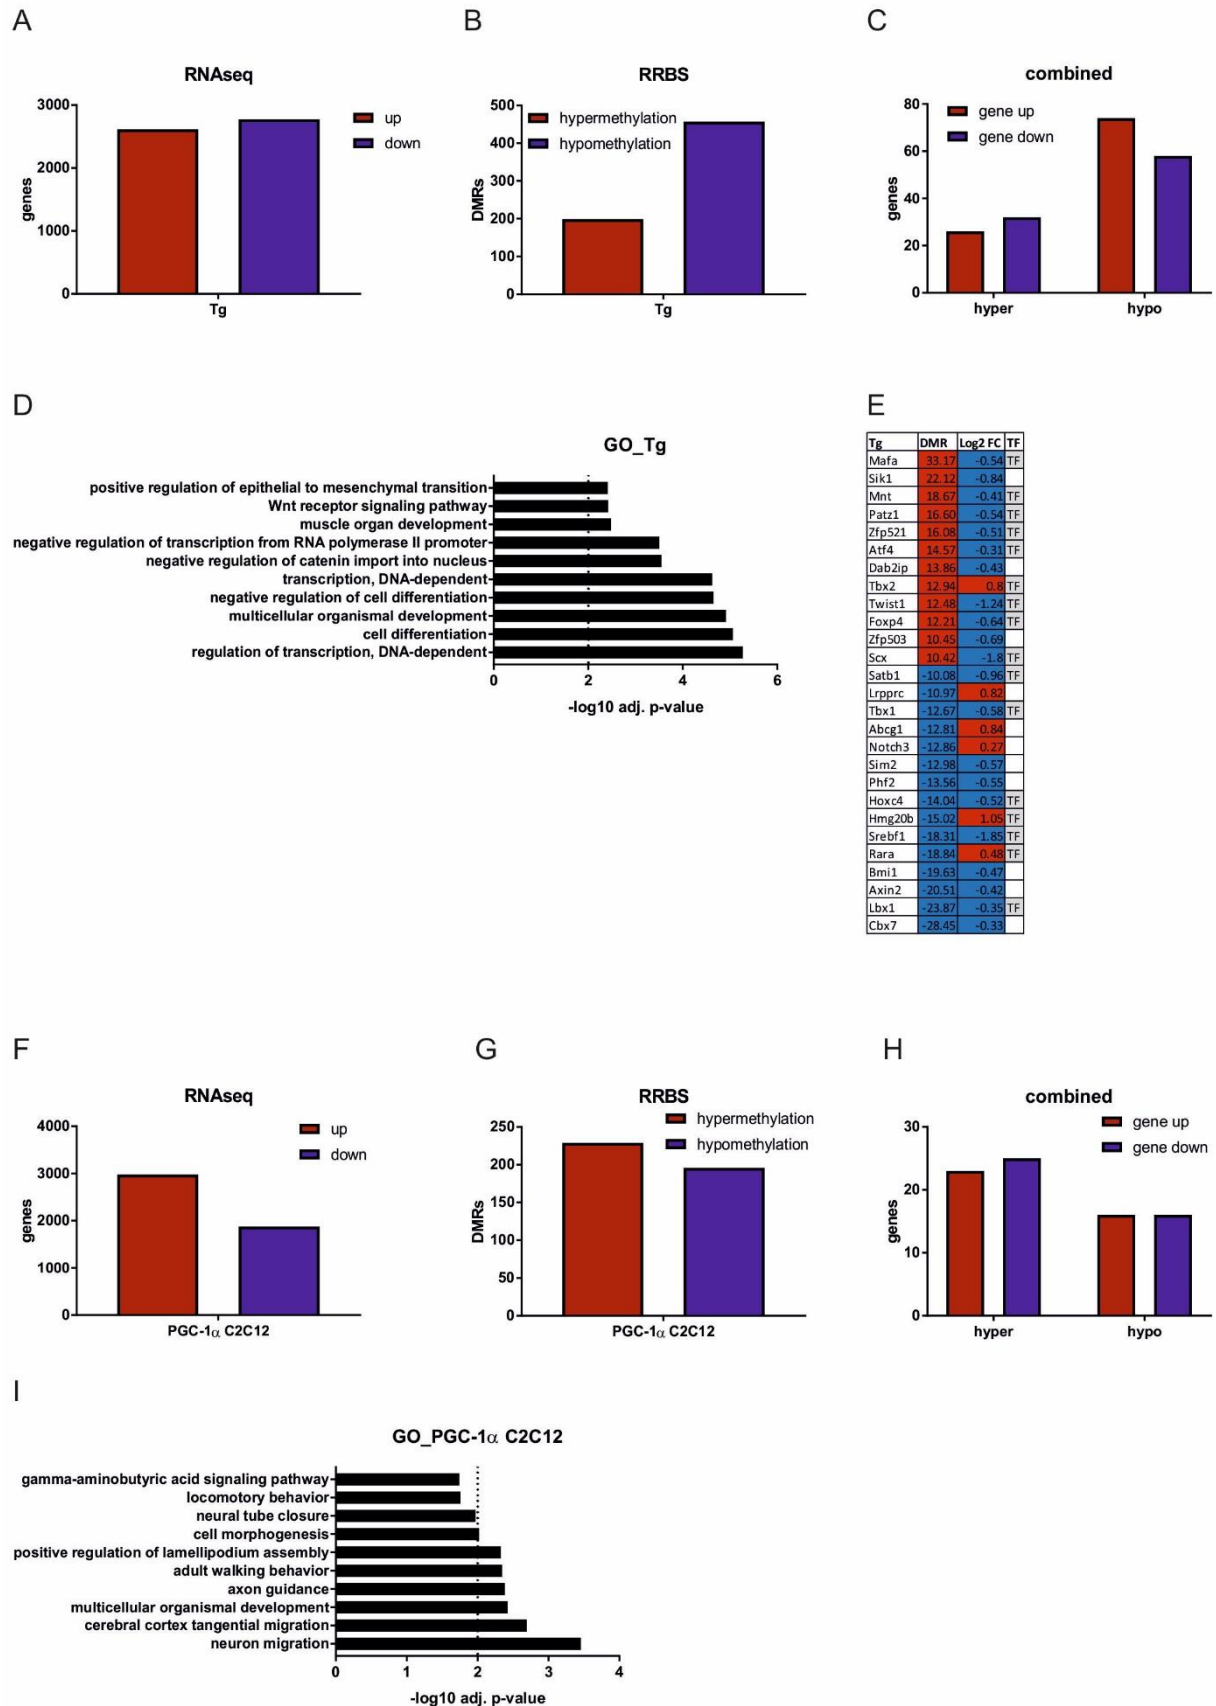 A
B
C
RNAseq
3000
2000
1000
0
genes
up
down
Tg
RRBS
500
400
300
200
100
0
DMRs
hypermethylation
hypomethylation
Tg
combined
80
60
40
20
0
genes
gene up
gene down
hyper hypo
D
GO_Tg
positive regulation of epithelial to mesenchymal transition
Wnt receptor signaling pathway
muscle organ development
negative regulation of transcription from RNA polymerase II promoter
negative regulation of catenin import into nucleus
transcription, DNA-dependent
negative regulation of cell differentiation
multicellular organismal development
cell differentiation
regulation of transcription, DNA-dependent
0 2 4 6
-log10 adj. p-value
E
Tg DMR Log2 FC TF
Mafa 33.17 -0.54 TF
Sik1 22.12 -0.84
Mnt 18.67 -0.41 TF
Patz1 16.60 -0.54 TF
Zfp521 16.08 -0.51 TF
Atf4 14.57 -0.31 TF
Dab2ip 13.86 -0.43
Tbx2 12.94 0.8 TF
Twist1 12.48 -1.24 TF
Foxp4 12.21 -0.64 TF
Zfp503 10.45 -0.69
Scx 10.42 -1.8 TF
Satb1 -10.08 -0.96 TF
Lrpprc -10.97 0.82
Tbx1 -12.67 -0.58 TF
Abcg1 -12.81 0.84
Notch3 -12.86 0.27
Sim2 -12.98 -0.57
Phf2 -13.56 -0.55
Hoxc4 -14.04 -0.52 TF
Hmg20b -15.02 1.05 TF
Srebf1 -18.31 -1.85 TF
Rara -18.84 0.48 TF
Bmi1 -19.63 -0.47
Axin2 -20.51 -0.42
Lbx1 -23.87 -0.35 TF
Cbx7 -28.45 -0.33
F
G
H
RNAseq
4000
3000
2000
1000
0
genes
up
down
PGC-1α C2C12
RRBS
250
200
150
100
50
0
DMRs
hypermethylation
hypomethylation
PGC-1α C2C12
combined
30
20
10
0
genes
gene up
gene down
hyper hypo
I
GO_PGC-1α C2C12
gamma-aminobutyric acid signaling pathway
locomotory behavior
neural tube closure
cell morphogenesis
positive regulation of lamellipodium assembly
adult walking behavior
axon guidance
multicellular organismal development
cerebral cortex tangential migration
neuron migration
0 1 2 3 4
-log10 adj. p-value